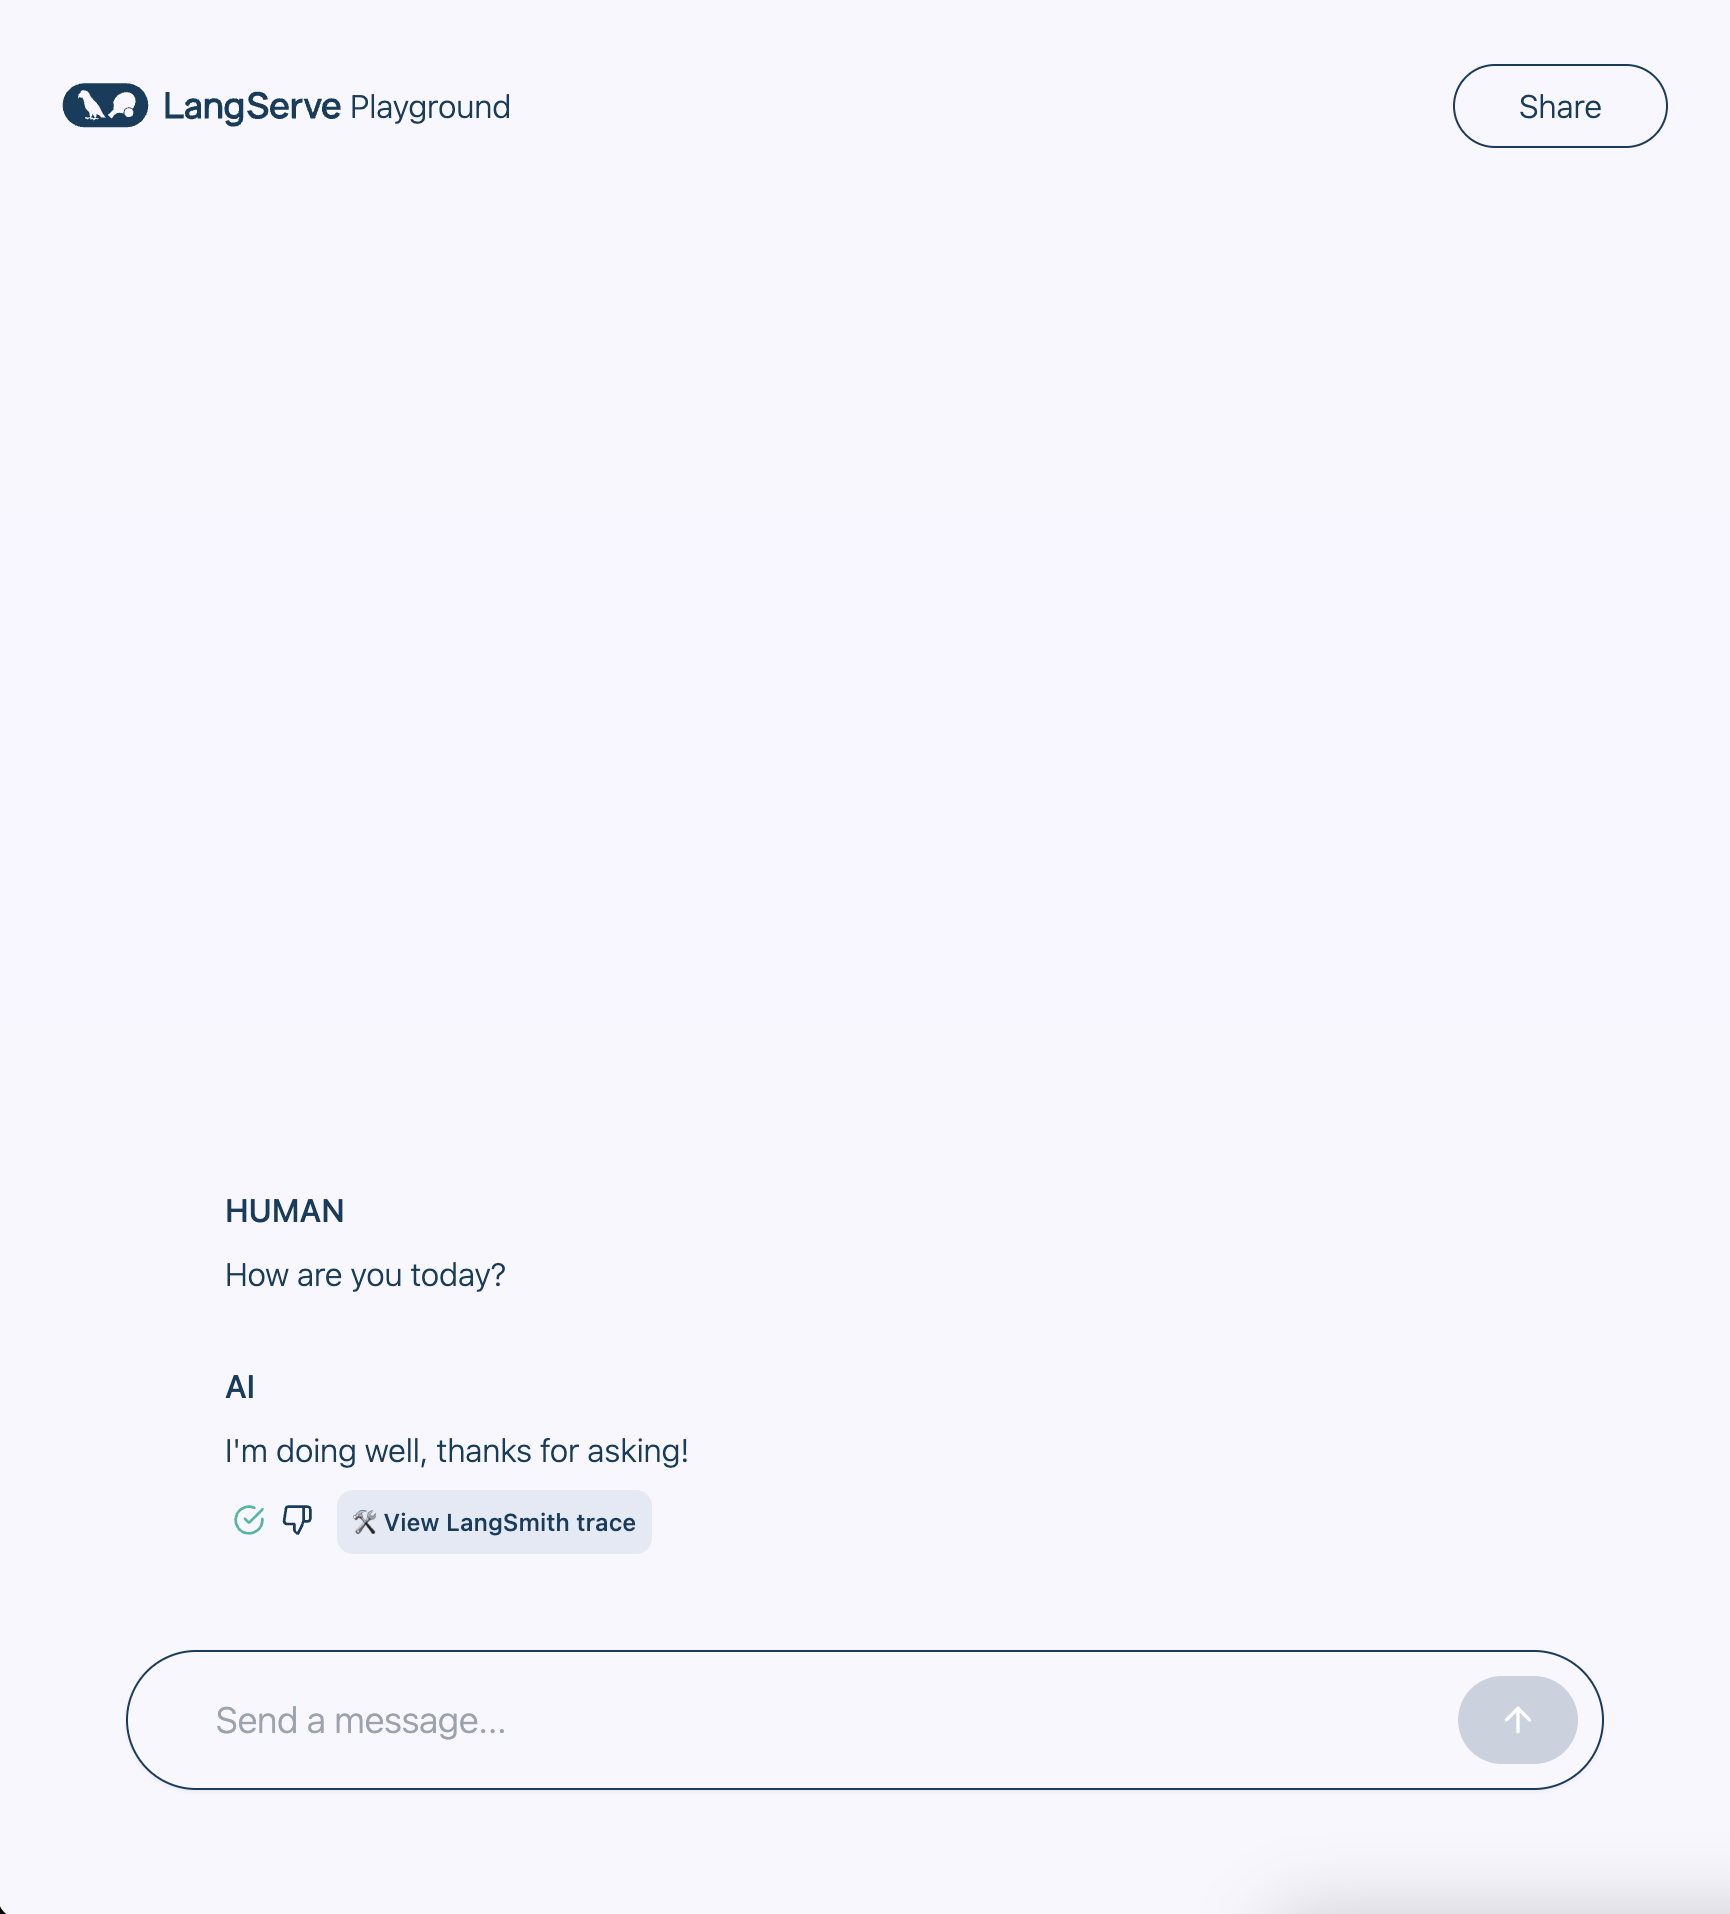 LangServe Playground
Share
HUMAN
How are you today?
AI
I'm doing well, thanks for asking!
🛠 View LangSmith trace
Send a message...